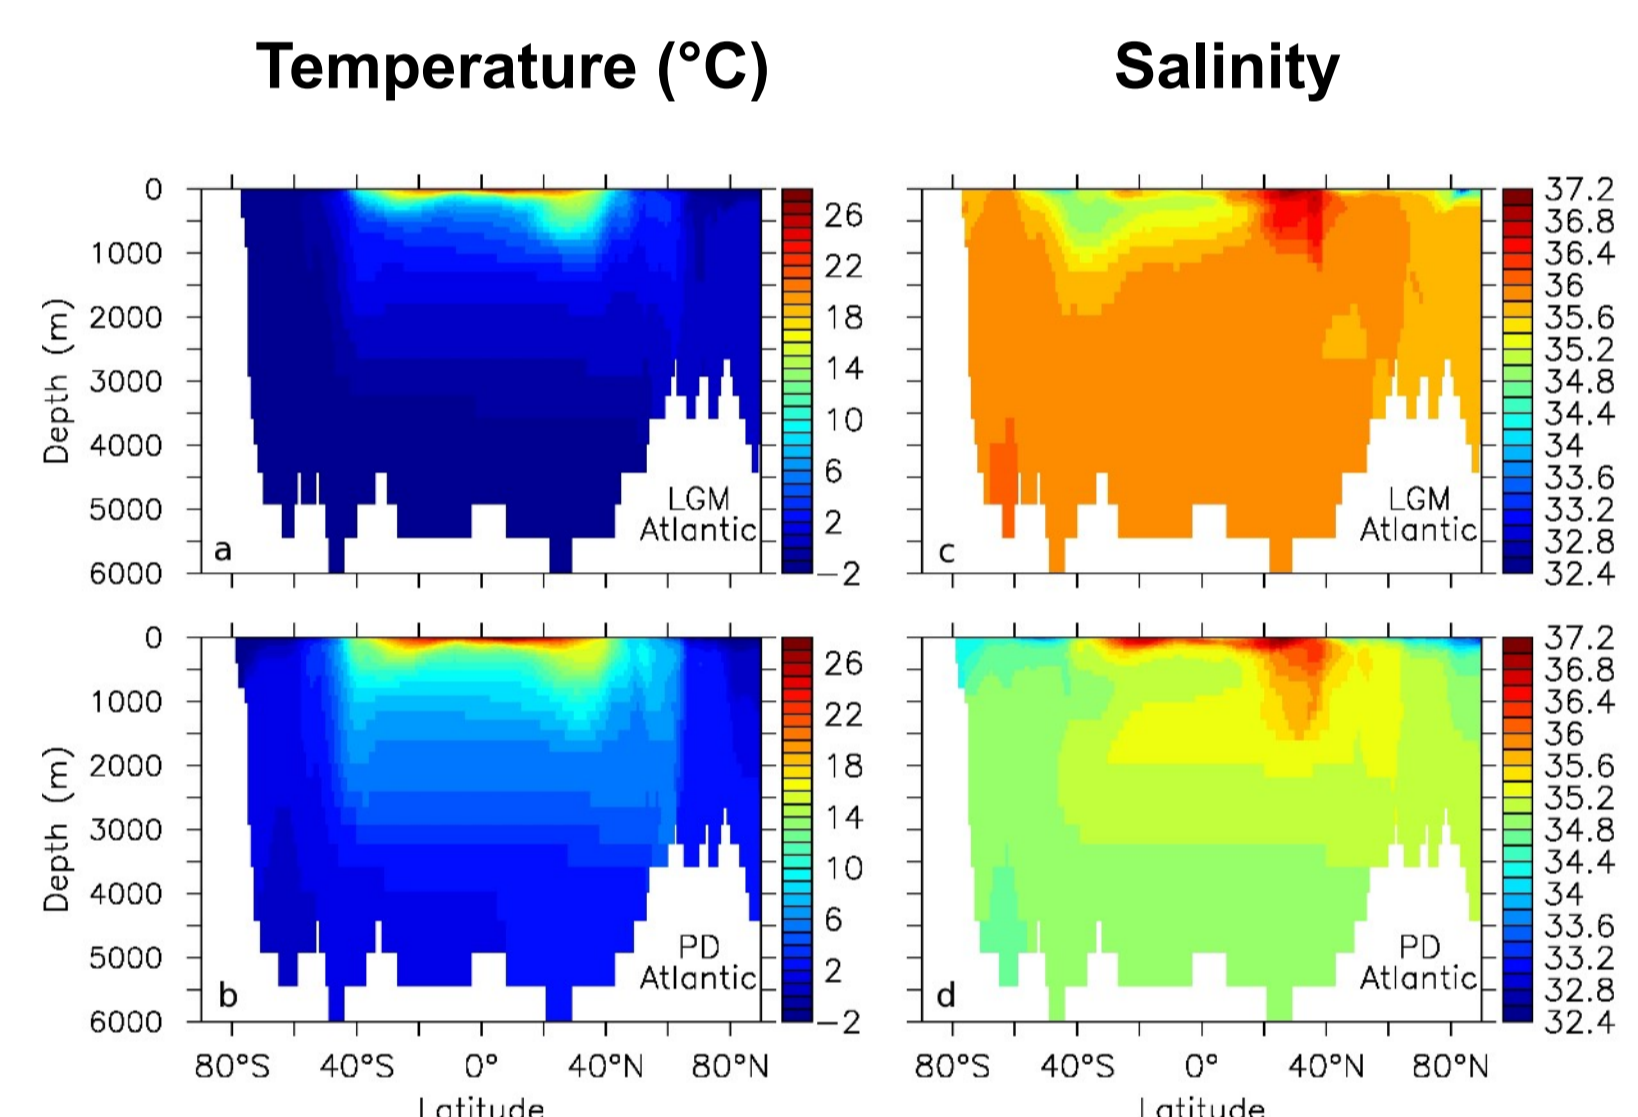 Temperature (°C)
Salinity
0
1000
2000
3000
4000
5000
6000
Depth (m)
a
LGM
Atlantic
26
22
18
14
10
6
2
−2
c
LGM
Atlantic
37.2
36.8
36.4
36
35.6
35.2
34.8
34.4
34
33.6
33.2
32.8
32.4
0
1000
2000
3000
4000
5000
6000
Depth (m)
b
PD
Atlantic
26
22
18
14
10
6
2
−2
d
PD
Atlantic
37.2
36.8
36.4
36
35.6
35.2
34.8
34.4
34
33.6
33.2
32.8
32.4
80°S 40°S 0° 40°N 80°N
80°S 40°S 0° 40°N 80°N
Latitude
Latitude